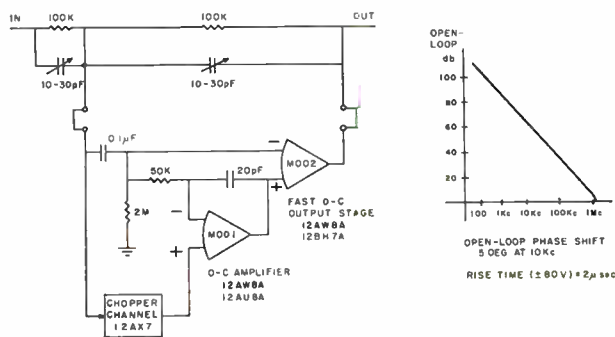 IN
100K
100K
OUT
10-30pF
10-30pF
0.1µF
50K
20pF
2M
−
+
MOD2
FAST D-C
OUTPUT STAGE
12AW8A
12BH7A
−
+
MOD1
D-C AMPLIFIER
12AW8A
12AU8A
CHOPPER
CHANNEL
12AX7
OPEN-
LOOP
db
100
80
60
40
20
100 1Kc 10Kc 100Kc 1Mc
OPEN-LOOP PHASE SHIFT
5 DEG AT 10Kc
RISE TIME (±80V) = 2µ sec